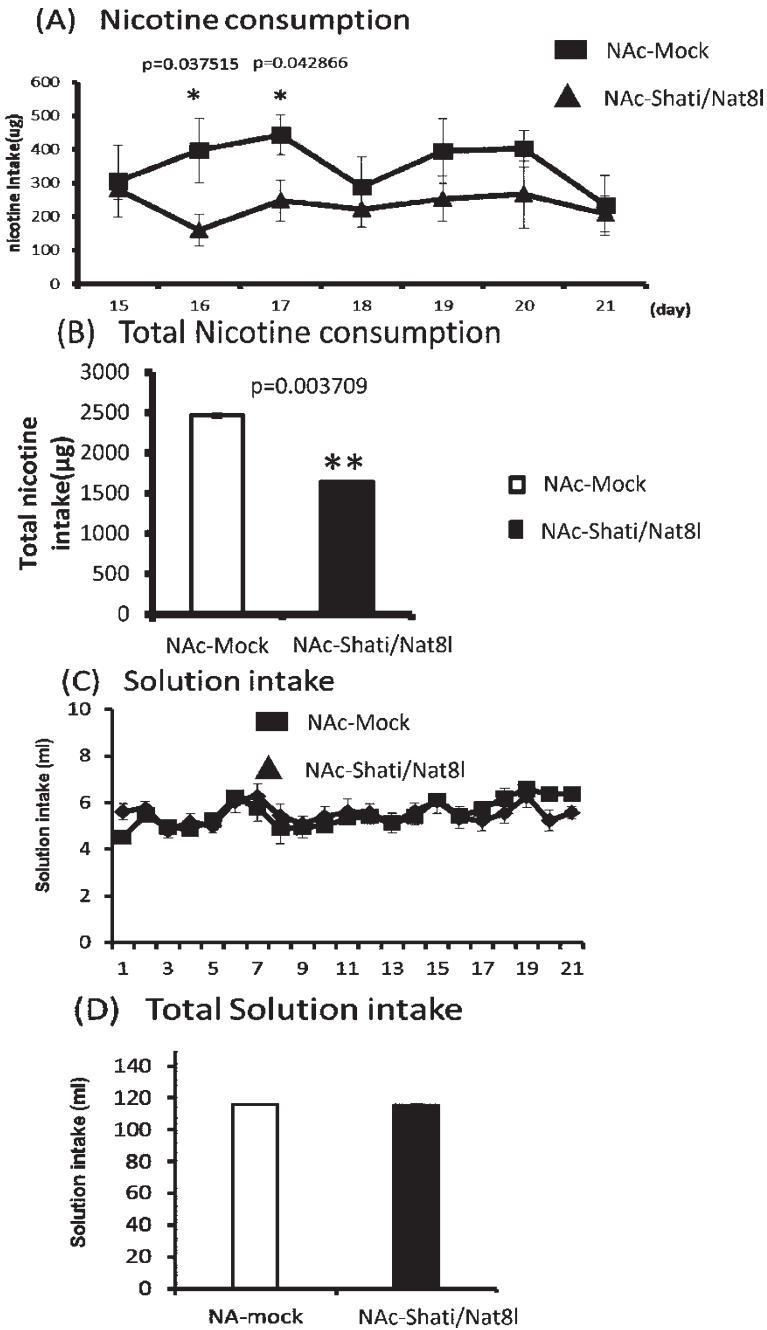 (A) Nicotine consumption
p=0.037515 p=0.042866
* *
NAc-Mock
NAc-Shati/Nat8l
nicotine Intake(ug)
600
500
400
300
200
100
0
15 16 17 18 19 20 21 (day)
(B) Total Nicotine consumption
Total nicotine
intake(µg)
3000
2500
2000
1500
1000
500
0
p=0.003709
**
NAc-Mock
NAc-Shati/Nat8l
NAc-Mock NAc-Shati/Nat8l
(C) Solution intake
NAc-Mock
NAc-Shati/Nat8l
Solution intake (ml)
10
8
6
4
2
0
1 3 5 7 9 11 13 15 17 19 21
(D) Total Solution intake
Solution intake (ml)
140
120
100
80
60
40
20
0
NA-mock NAc-Shati/Nat8l